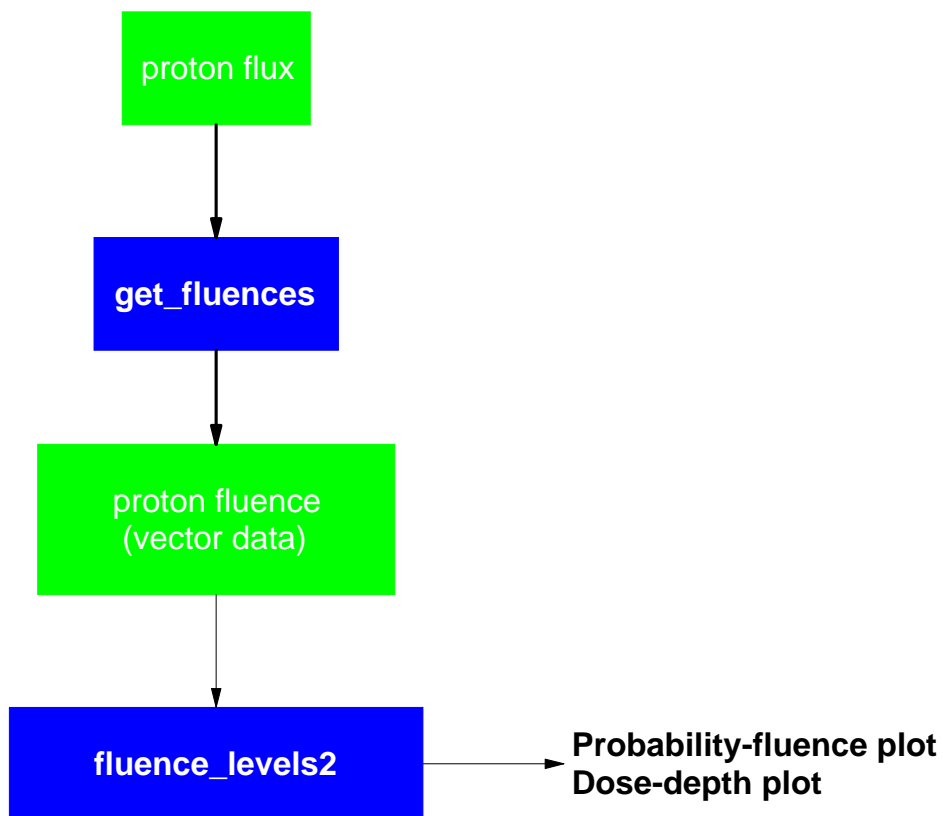 proton flux
get_fluences
proton fluence
(vector data)
fluence_levels2
Probability-fluence plot
Dose-depth plot